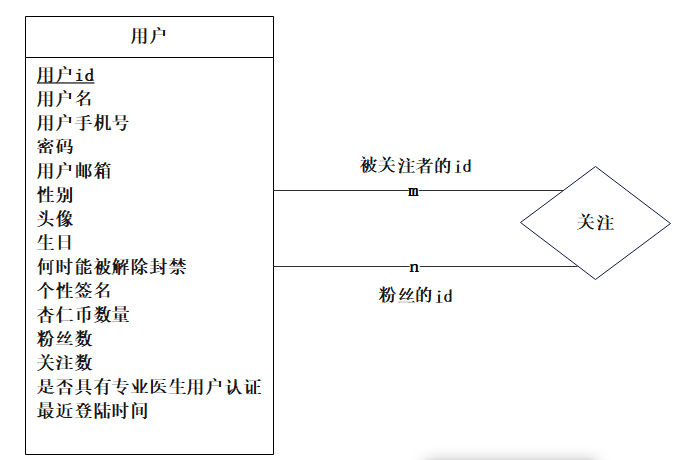 用户
用户id
用户名
用户手机号
密码
用户邮箱
性别
头像
生日
何时能被解除封禁
个性签名
杏仁币数量
粉丝数
关注数
是否具有专业医生用户认证
最近登陆时间
被关注者的id
m
关注
n
粉丝的id